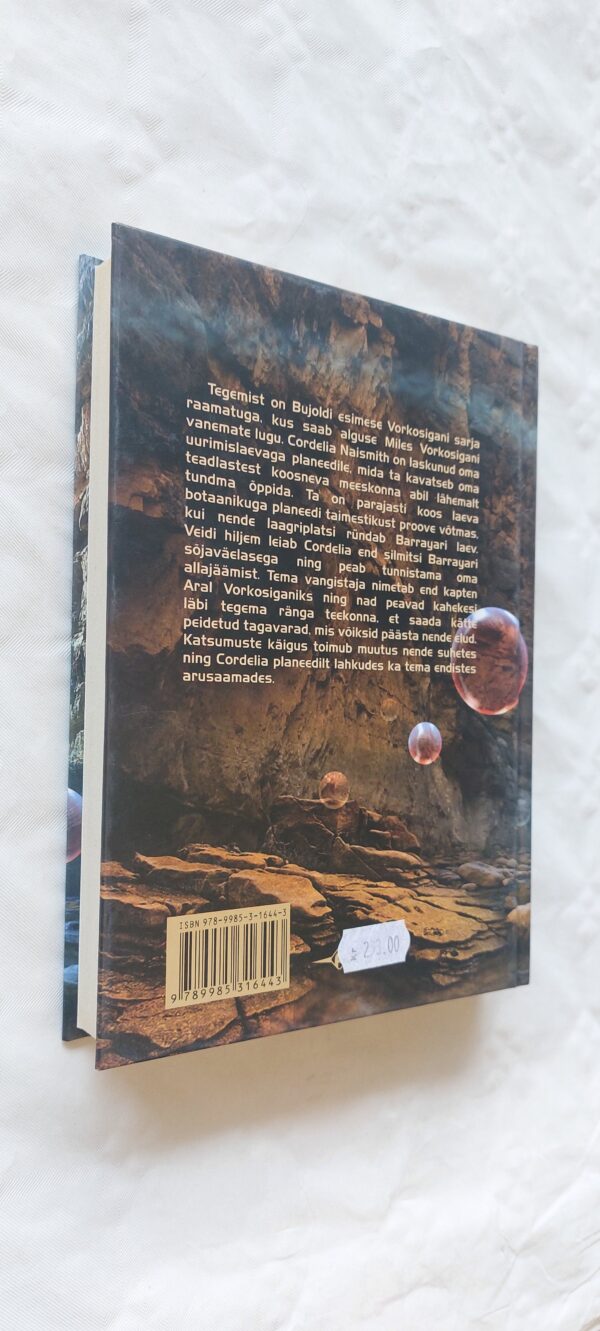 Tegemist on Bujoldi esimese Vorkosigani sarja
raamatuga, kus saab alguse Miles Vorkosigani
vanemate lugu. Cordelia Naismith on laskunud oma
uurimislaevaga planeedile, mida ta kavatseb oma
teadlastest koosneva meeskonna abil lähemalt
tundma õppida. Ta on parajasti koos laeva
botaanikuga planeedi taimestikust proove võtmas,
kui nende laagriplatsi ründab Barrayari laev.
Veidi hiljem leiab Cordelia end silmitsi Barrayari
sõjaväelasega ning peab tunnistama oma
allajäämist. Tema vangistaja nimetab end kapten
Aral Vorkosiganiks ning nad peavad kahekesi
läbi tegema ränga teekonna, et saada kätte
peidetud tagavarad, mis võiksid päästa nende elud.
Katsumuste käigus toimub muutus nende suhetes
ning Cordelia planeedilt lahkudes ka tema endistes
arusaamades.
ISBN 978-9985-3-1644-3
9 789985 316443
kr